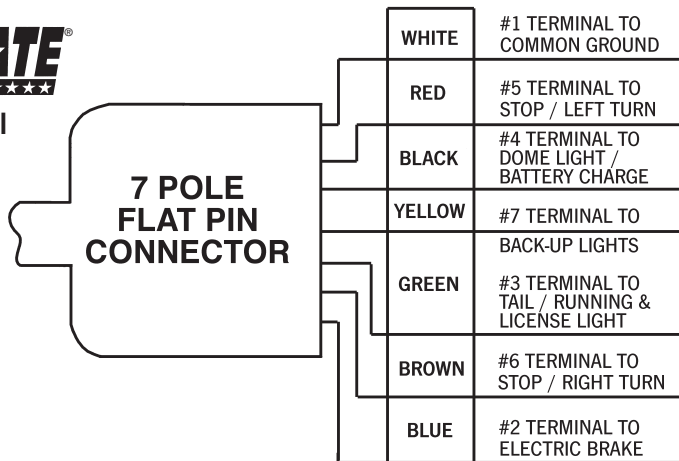 ATE®
l
7 POLE
FLAT PIN
CONNECTOR
WHITE
#1 TERMINAL TO
COMMON GROUND
RED
#5 TERMINAL TO
STOP / LEFT TURN
BLACK
#4 TERMINAL TO
DOME LIGHT /
BATTERY CHARGE
YELLOW
#7 TERMINAL TO
BACK-UP LIGHTS
GREEN
#3 TERMINAL TO
TAIL / RUNNING &
LICENSE LIGHT
BROWN
#6 TERMINAL TO
STOP / RIGHT TURN
BLUE
#2 TERMINAL TO
ELECTRIC BRAKE